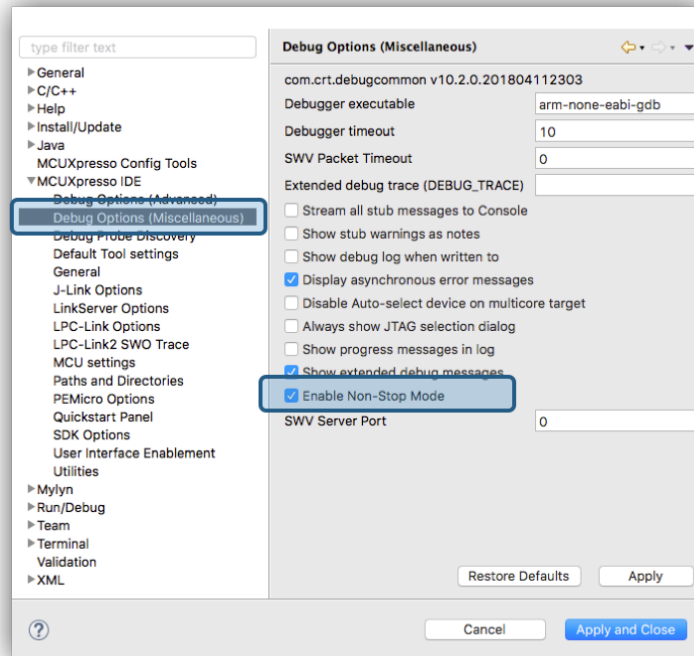 type filter text
General
C/C++
Help
Install/Update
Java
MCUXpresso Config Tools
MCUXpresso IDE
Debug Options (Advanced)
Debug Options (Miscellaneous)
Debug Probe Discovery
Default Tool settings
General
J-Link Options
LinkServer Options
LPC-Link Options
LPC-Link2 SWO Trace
MCU settings
Paths and Directories
PEMicro Options
Quickstart Panel
SDK Options
User Interface Enablement
Utilities
Mylyn
Run/Debug
Team
Terminal
Validation
XML
Debug Options (Miscellaneous)
com.crt.debugcommon v10.2.0.201804112303
Debugger executable arm-none-eabi-gdb
Debugger timeout 10
SWV Packet Timeout 0
Extended debug trace (DEBUG_TRACE)
Stream all stub messages to Console
Show stub warnings as notes
Show debug log when written to
Display asynchronous error messages
Disable Auto-select device on multicore target
Always show JTAG selection dialog
Show progress messages in log
Show extended debug messages
Enable Non-Stop Mode
SWV Server Port 0
Restore Defaults Apply
? Cancel Apply and Close